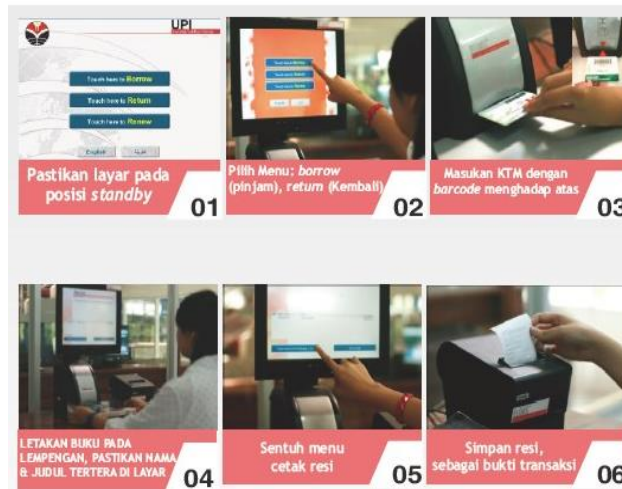 UPI
Touch here to Borrow
Touch here to Return
Touch here to Renew
English
Pastikan layar pada
posisi standby
01
Pilih Menu: borrow
(pinjam), return (Kembali)
02
Masukan KTM dengan
barcode menghadap atas
03
LETAKAN BUKU PADA
LEMPENGAN, PASTIKAN NAMA
& JUDUL TERTERA DI LAYAR
04
Sentuh menu
cetak resi
05
Simpan resi,
sebagai bukti transaksi
06